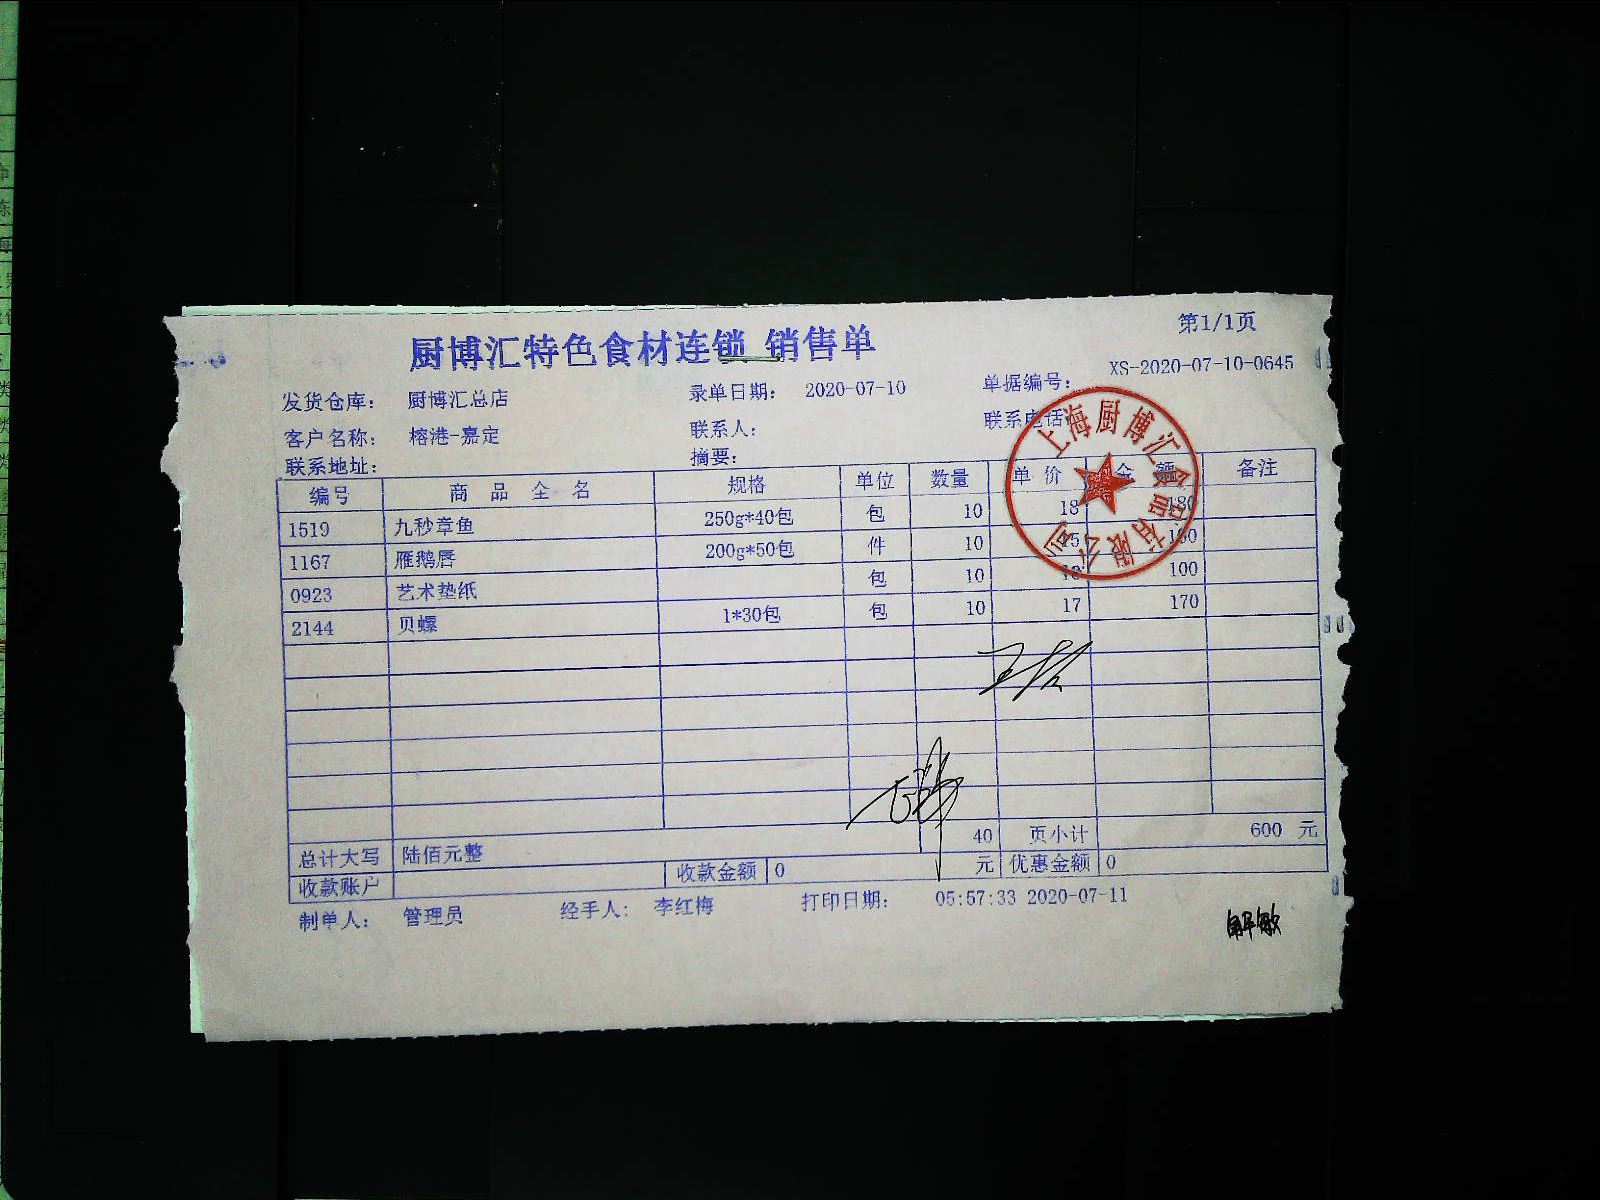 第1/1页
厨博汇特色食材连锁 销售单
发货仓库： 厨博汇总店 录单日期： 2020-07-10 单据编号： XS-2020-07-10-0645
客户名称： 榕港-嘉定 联系人： 联系电话
联系地址： 摘要：
编号 商品全名 规格 单位 数量 单价 金额 备注
1519 九秒章鱼 250g*40包 包 10 18 180
1167 雁鹅唇 200g*50包 件 10 15 150
0923 艺术垫纸 包 10 10 100
2144 贝螺 1*30包 包 10 17 170
40 页小计 600 元
总计大写 陆佰元整
收款账户 收款金额 0 元 优惠金额 0
制单人： 管理员 经手人： 李红梅 打印日期： 05:57:33 2020-07-11
上海厨博汇食品有限公司
解敏